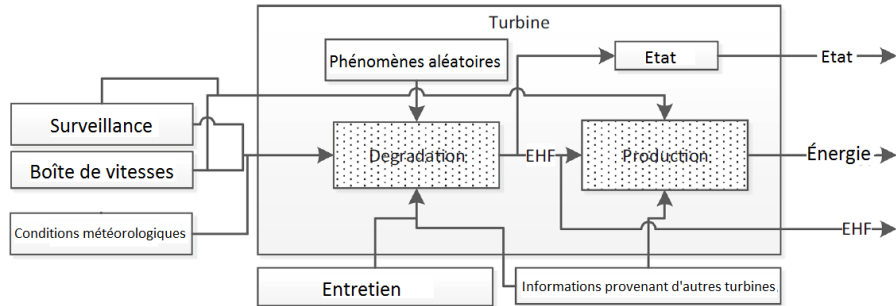 Turbine
Phénomènes aléatoires
Etat
Etat
Surveillance
Degradation
EHF
Production
Énergie
Boîte de vitesses
Conditions météorologiques
EHF
Entretien
Informations provenant d'autres turbines.